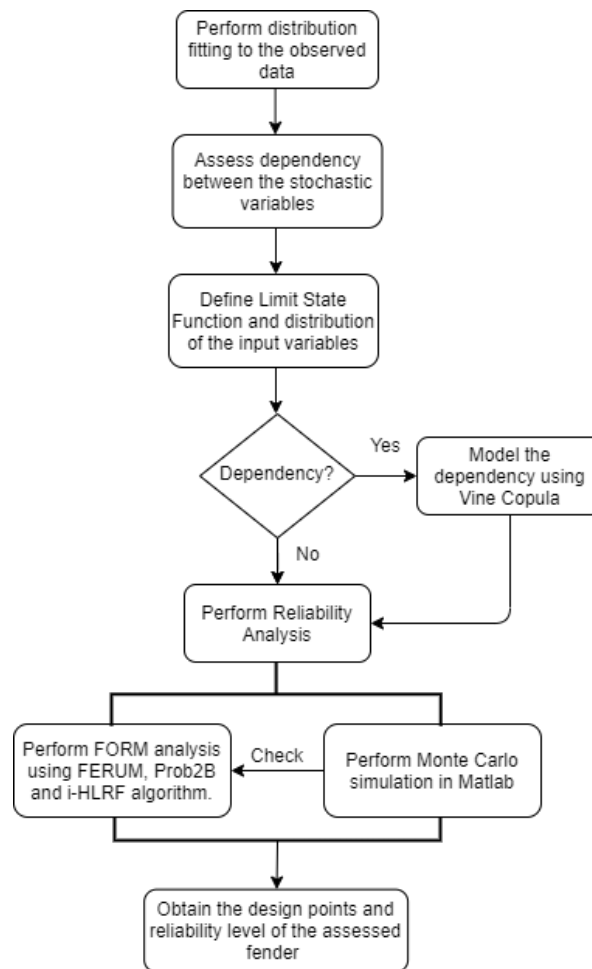 Perform distribution
fitting to the observed
data
Assess dependency
between the stochastic
variables
Define Limit State
Function and distribution
of the input variables
Dependency?
Yes
Model the
dependency using
Vine Copula
No
Perform Reliability
Analysis
Perform FORM analysis
using FERUM, Prob2B
and i-HLRF algorithm.
Check
Perform Monte Carlo
simulation in Matlab
Obtain the design points and
reliability level of the assessed
fender